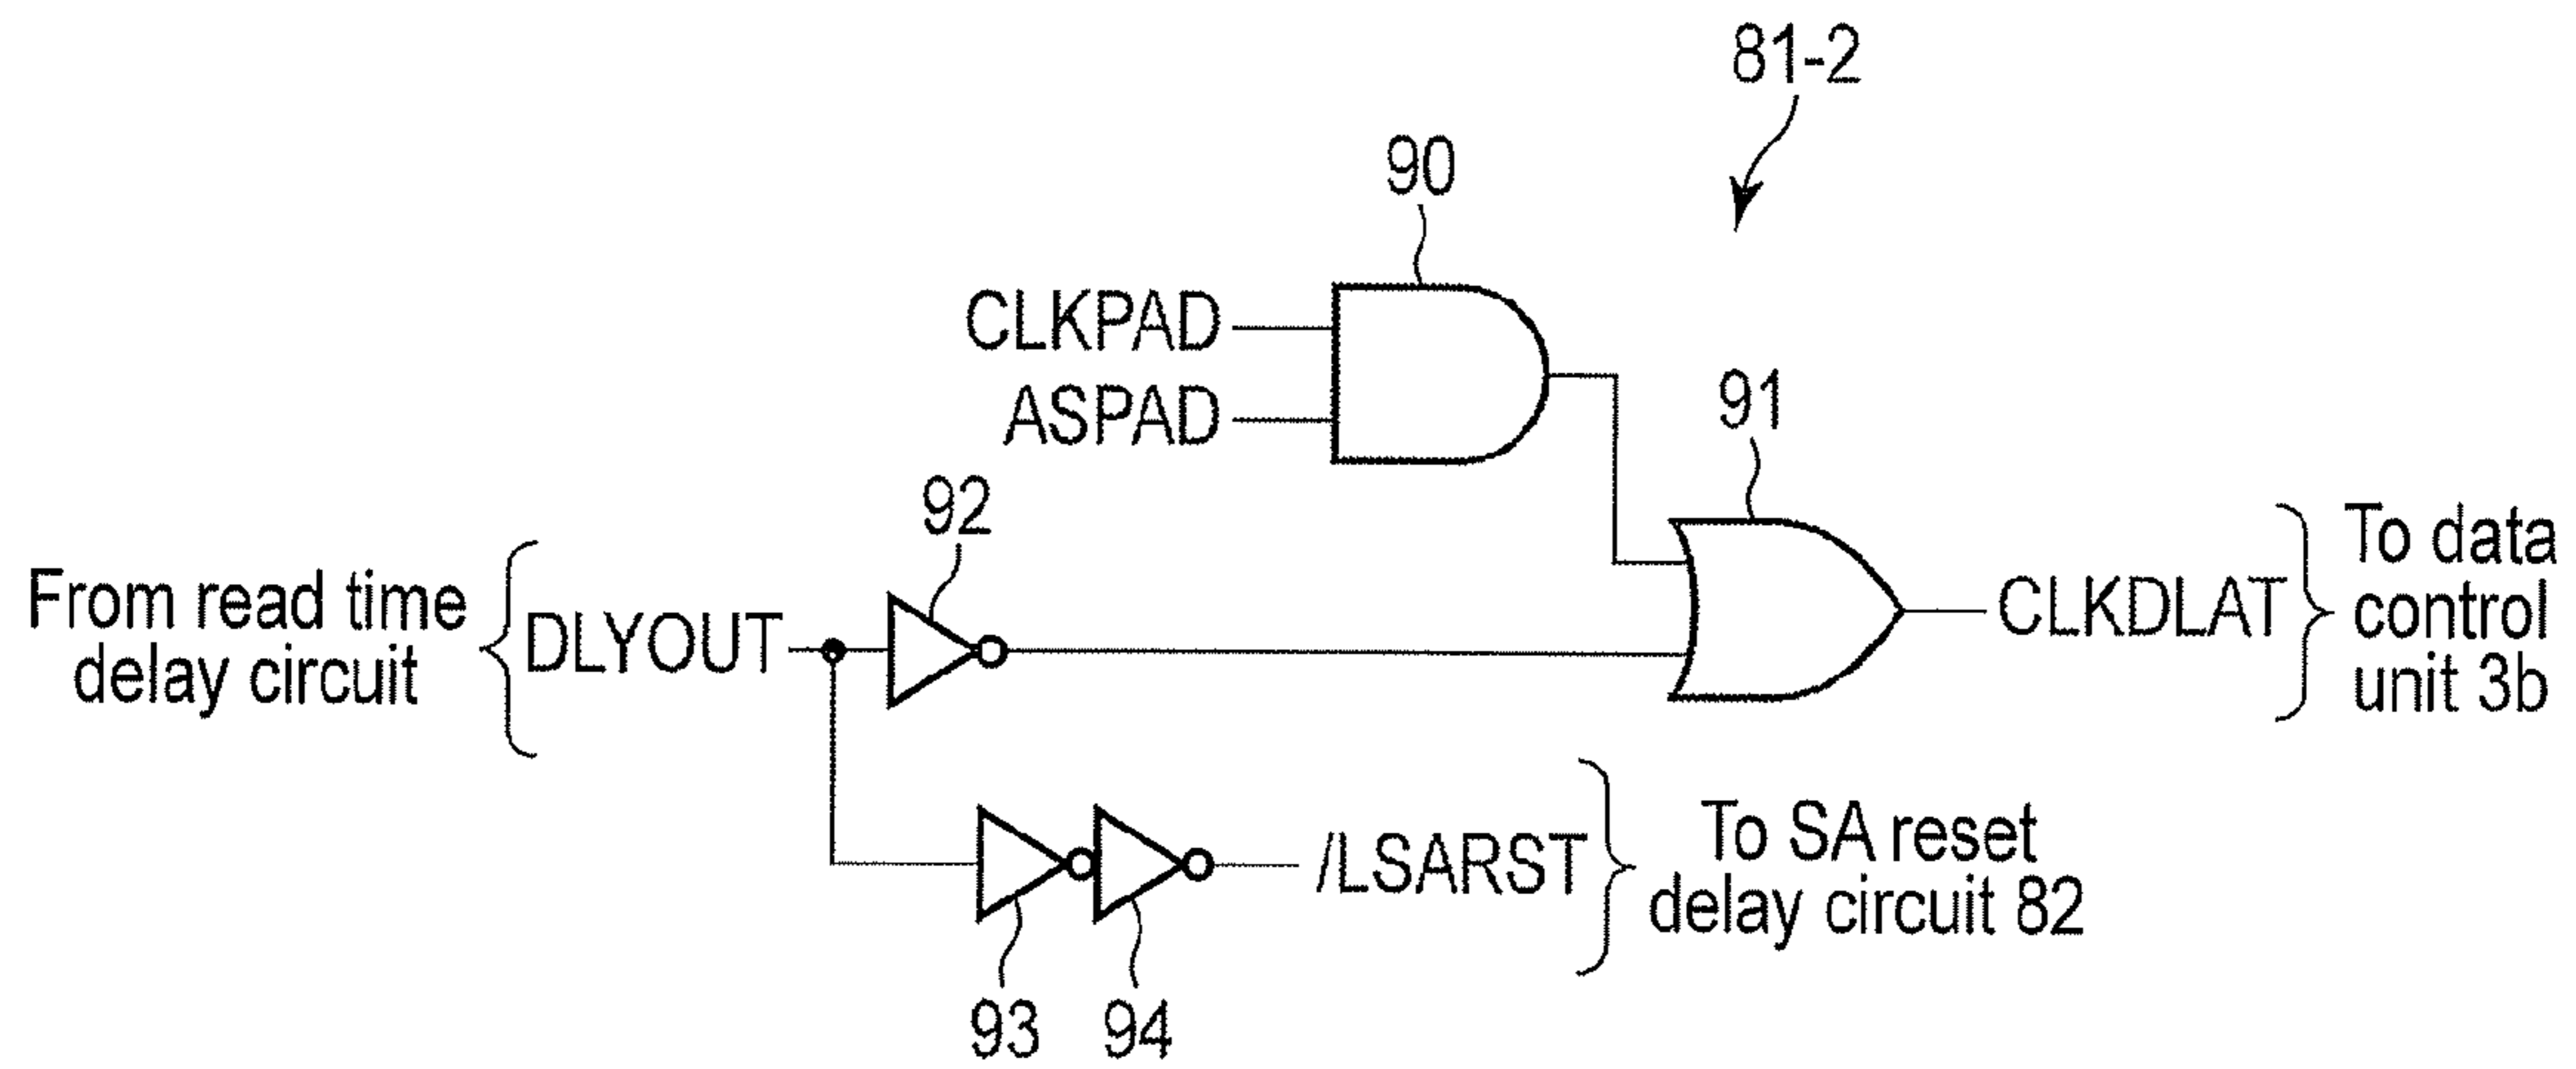 81-2
90
CLKPAD
ASPAD
91
92
From read time
delay circuit
DLYOUT
CLKDLAT
To data
control
unit 3b
/LSARST
To SA reset
delay circuit 82
93
94